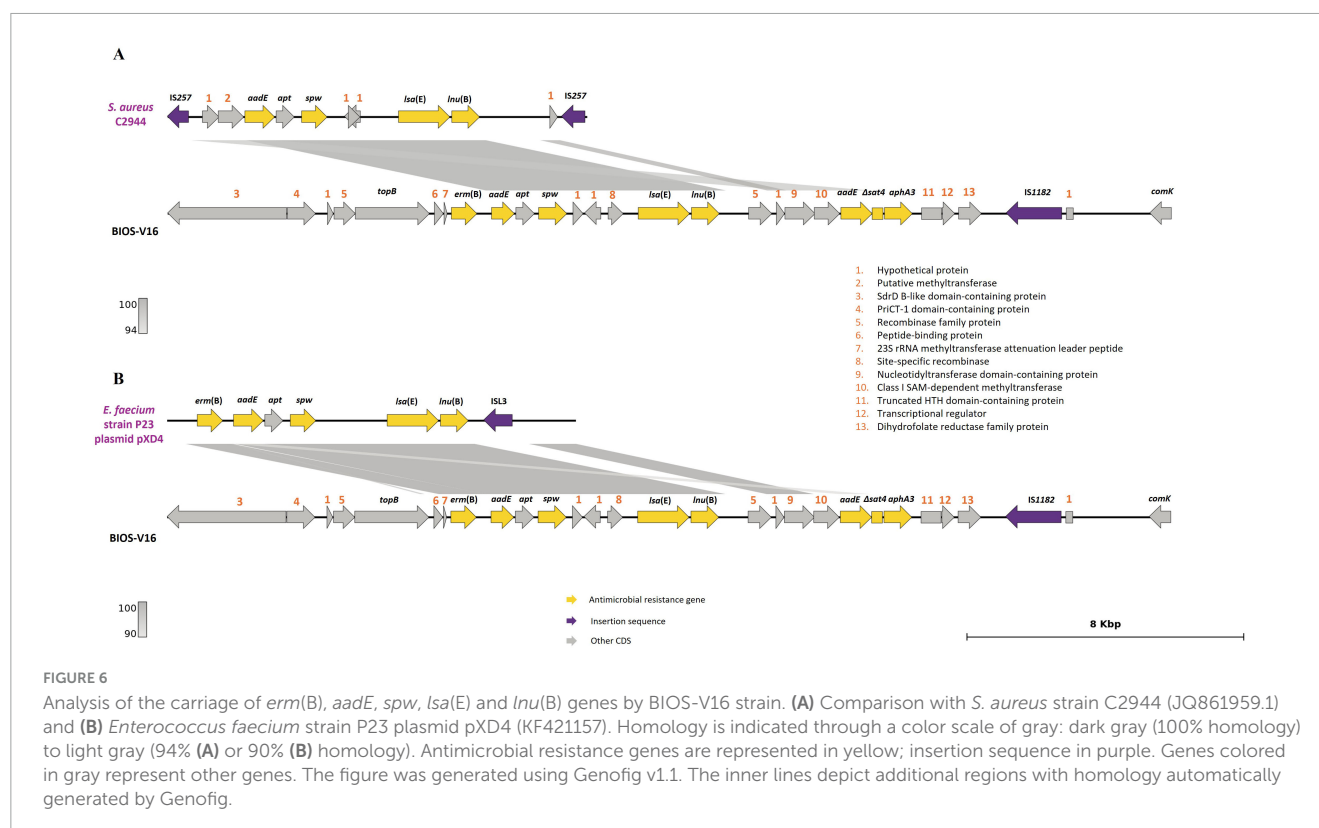 A
IS257 1 2 aadE apt spw 1 1 lsa(E) lnu(B) 1 IS257
S. aureus
C2944
3 4 1 5 topB 6 7 erm(B) aadE apt spw 1 1 8 lsa(E) lnu(B) 5 1 9 10 aadE Δsat4 aphA3 11 12 13 IS1182 1 comK
BIOS-V16
100
94
1. Hypothetical protein
2. Putative methyltransferase
3. SdrD B-like domain-containing protein
4. PriCT-1 domain-containing protein
5. Recombinase family protein
6. Peptide-binding protein
7. 23S rRNA methyltransferase attenuation leader peptide
8. Site-specific recombinase
9. Nucleotidyltransferase domain-containing protein
10. Class I SAM-dependent methyltransferase
11. Truncated HTH domain-containing protein
12. Transcriptional regulator
13. Dihydrofolate reductase family protein
B
erm(B) aadE apt spw lsa(E) lnu(B) ISL3
E. faecium
strain P23
plasmid pXD4
3 4 1 5 topB 6 7 erm(B) aadE apt spw 1 1 8 lsa(E) lnu(B) 5 1 9 10 aadE Δsat4 aphA3 11 12 13 IS1182 1 comK
BIOS-V16
100
90
Antimicrobial resistance gene
Insertion sequence
Other CDS
8 Kbp
FIGURE 6
Analysis of the carriage of erm(B), aadE, spw, lsa(E) and lnu(B) genes by BIOS-V16 strain. (A) Comparison with S. aureus strain C2944 (JQ861959.1)
and (B) Enterococcus faecium strain P23 plasmid pXD4 (KF421157). Homology is indicated through a color scale of gray: dark gray (100% homology)
to light gray (94% (A) or 90% (B) homology). Antimicrobial resistance genes are represented in yellow; insertion sequence in purple. Genes colored
in gray represent other genes. The figure was generated using Genofig v1.1. The inner lines depict additional regions with homology automatically
generated by Genofig.